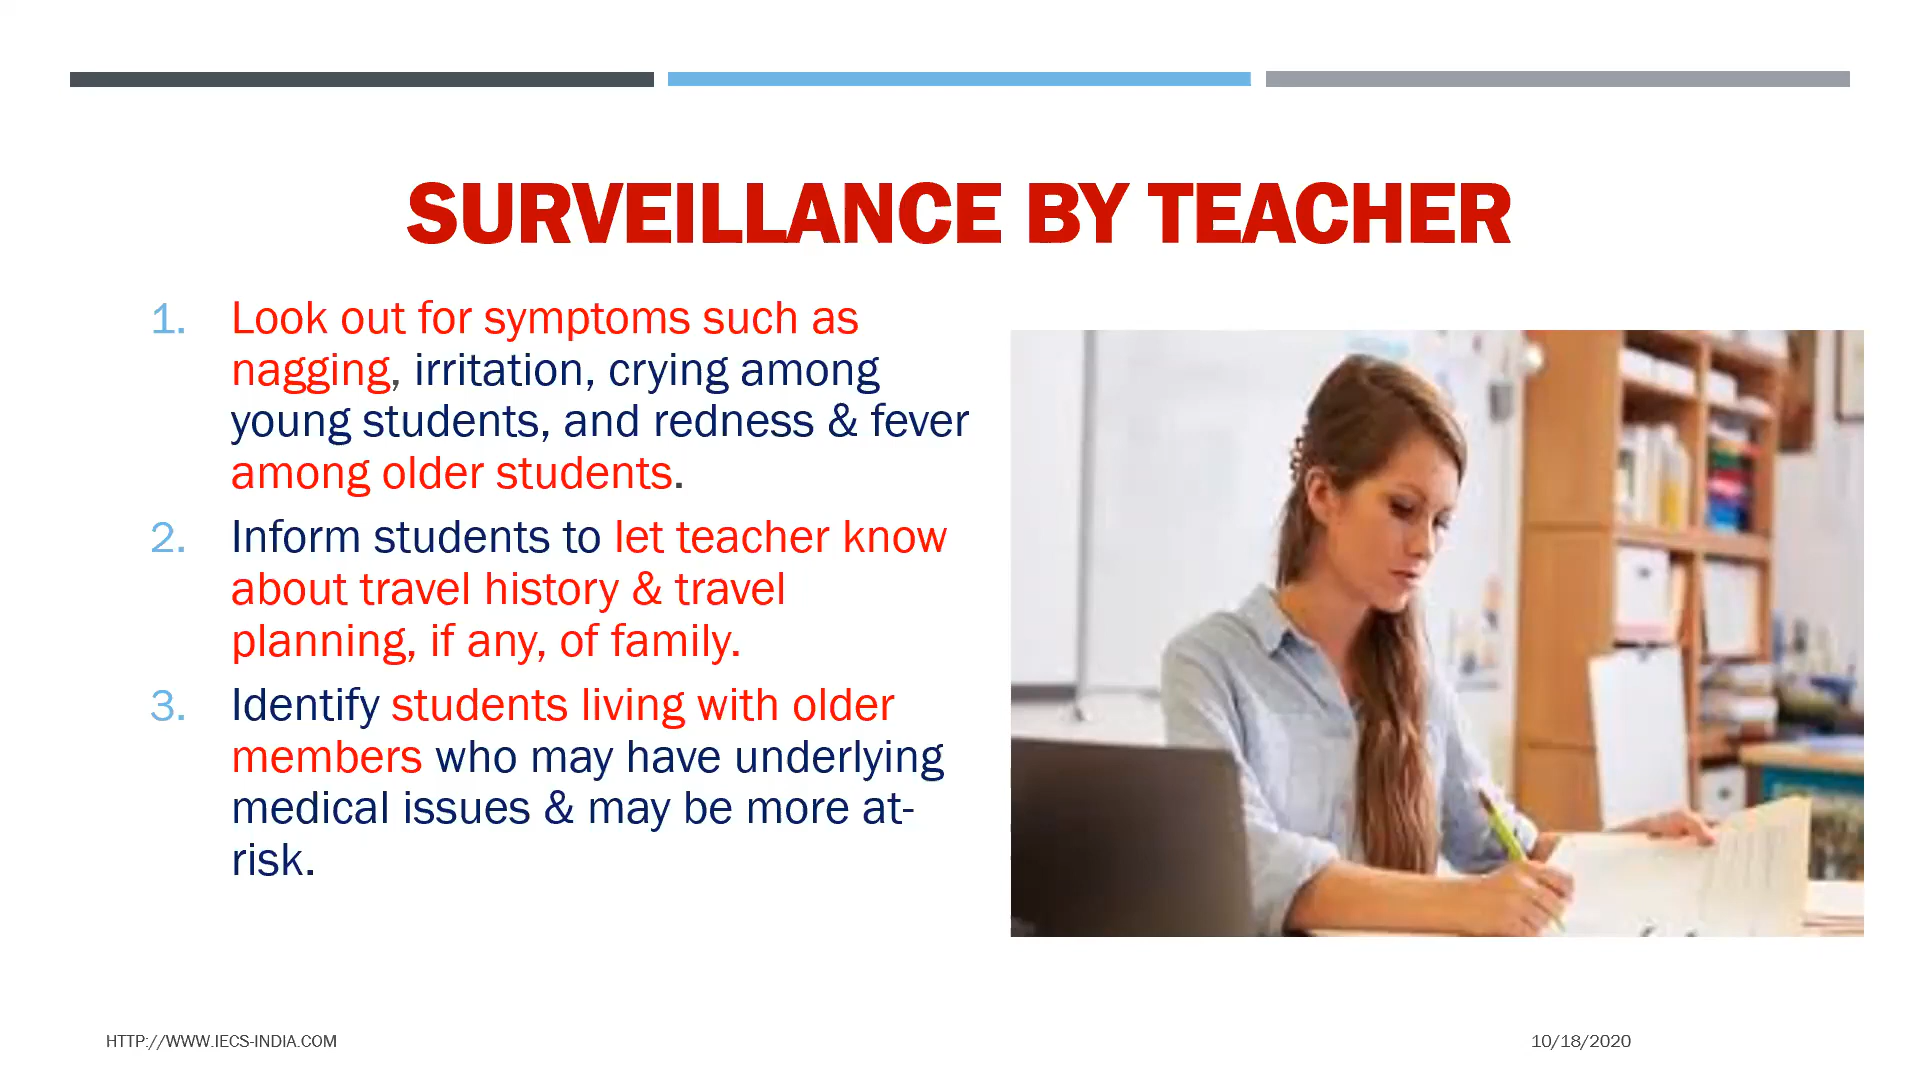 SURVEILLANCE BY TEACHER
1. Look out for symptoms such as
nagging, irritation, crying among
young students, and redness & fever
among older students.
2. Inform students to let teacher know
about travel history & travel
planning, if any, of family.
3. Identify students living with older
members who may have underlying
medical issues & may be more at-
risk.
HTTP://WWW.IECS-INDIA.COM
10/18/2020